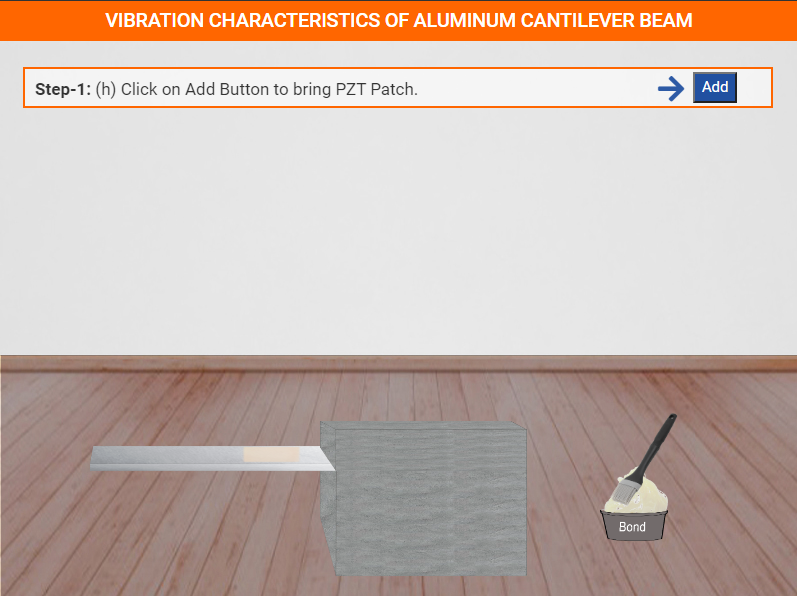 VIBRATION CHARACTERISTICS OF ALUMINUM CANTILEVER BEAM
Step-1: (h) Click on Add Button to bring PZT Patch.
Add
Bond